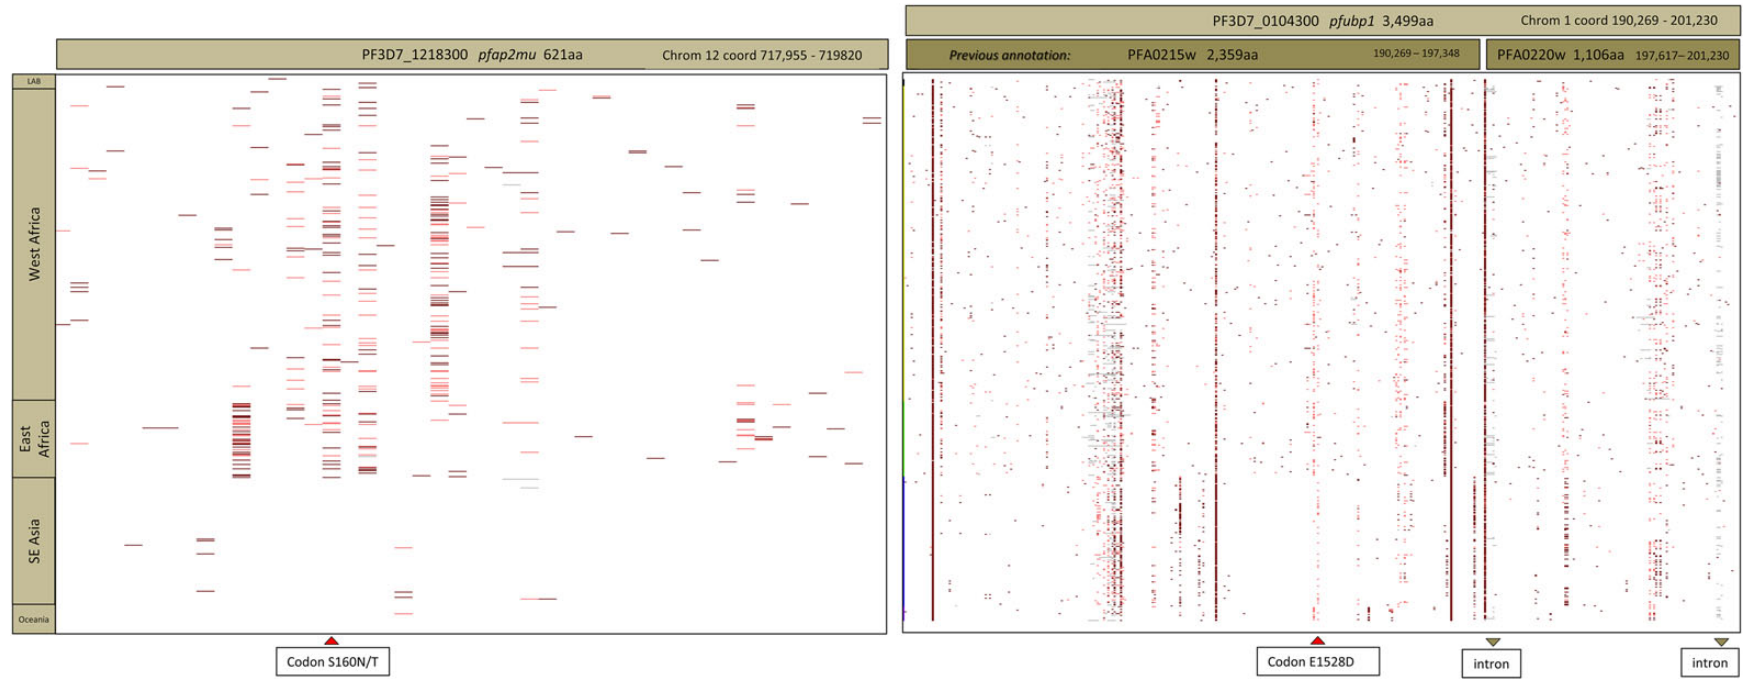 PF3D7_0104300 pfubp1 3,499aa Chrom 1 coord 190,269 - 201,230
PF3D7_1218300 pfap2mu 621aa Chrom 12 coord 717,955 - 719820
Previous annotation: PFA0215w 2,359aa 190,269 – 197,348
PFA0220w 1,106aa 197,617– 201,230
LAB
West Africa
East
Africa
SE Asia
Oceania
Codon S160N/T
Codon E1528D
intron
intron